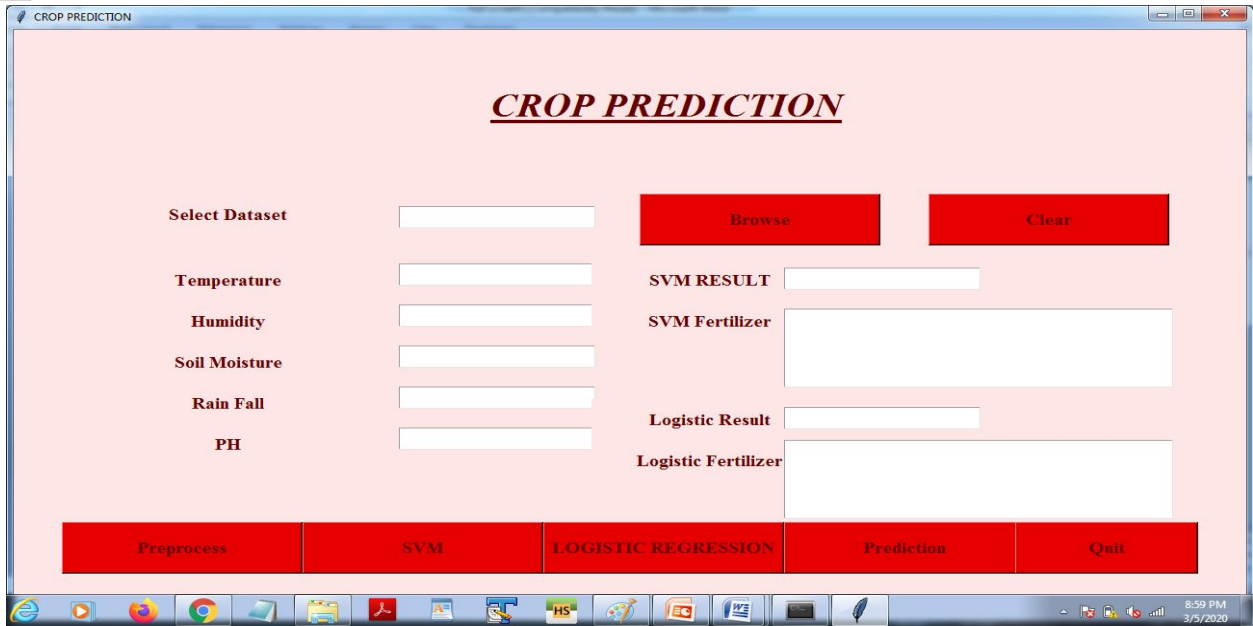 CROP PREDICTION
CROP PREDICTION
Select Dataset
Browse
Clear
Temperature
SVM RESULT
Humidity
SVM Fertilizer
Soil Moisture
Rain Fall
Logistic Result
PH
Logistic Fertilizer
Preprocess
SVM
LOGISTIC REGRESSION
Prediction
Quit
HS
8:59 PM
3/5/2020